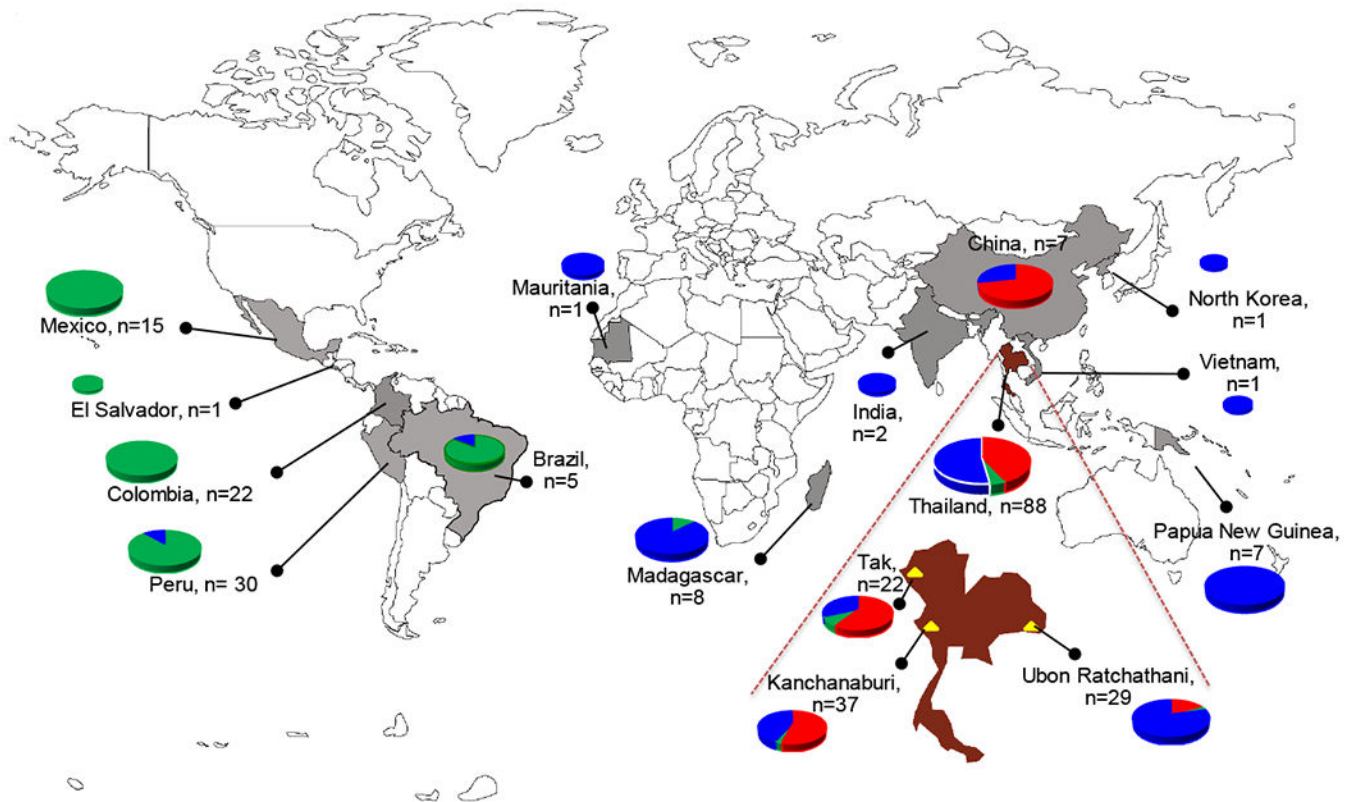 China, n=7
Mauritania,
n=1
North Korea,
n=1
Mexico, n=15
Vietnam,
n=1
El Salvador, n=1
India,
n=2
Brazil,
n=5
Colombia, n=22
Thailand, n=88
Papua New Guinea,
n=7
Peru, n= 30
Madagascar,
n=8
Tak,
n=22
Kanchanaburi,
n=37
Ubon Ratchathani,
n=29